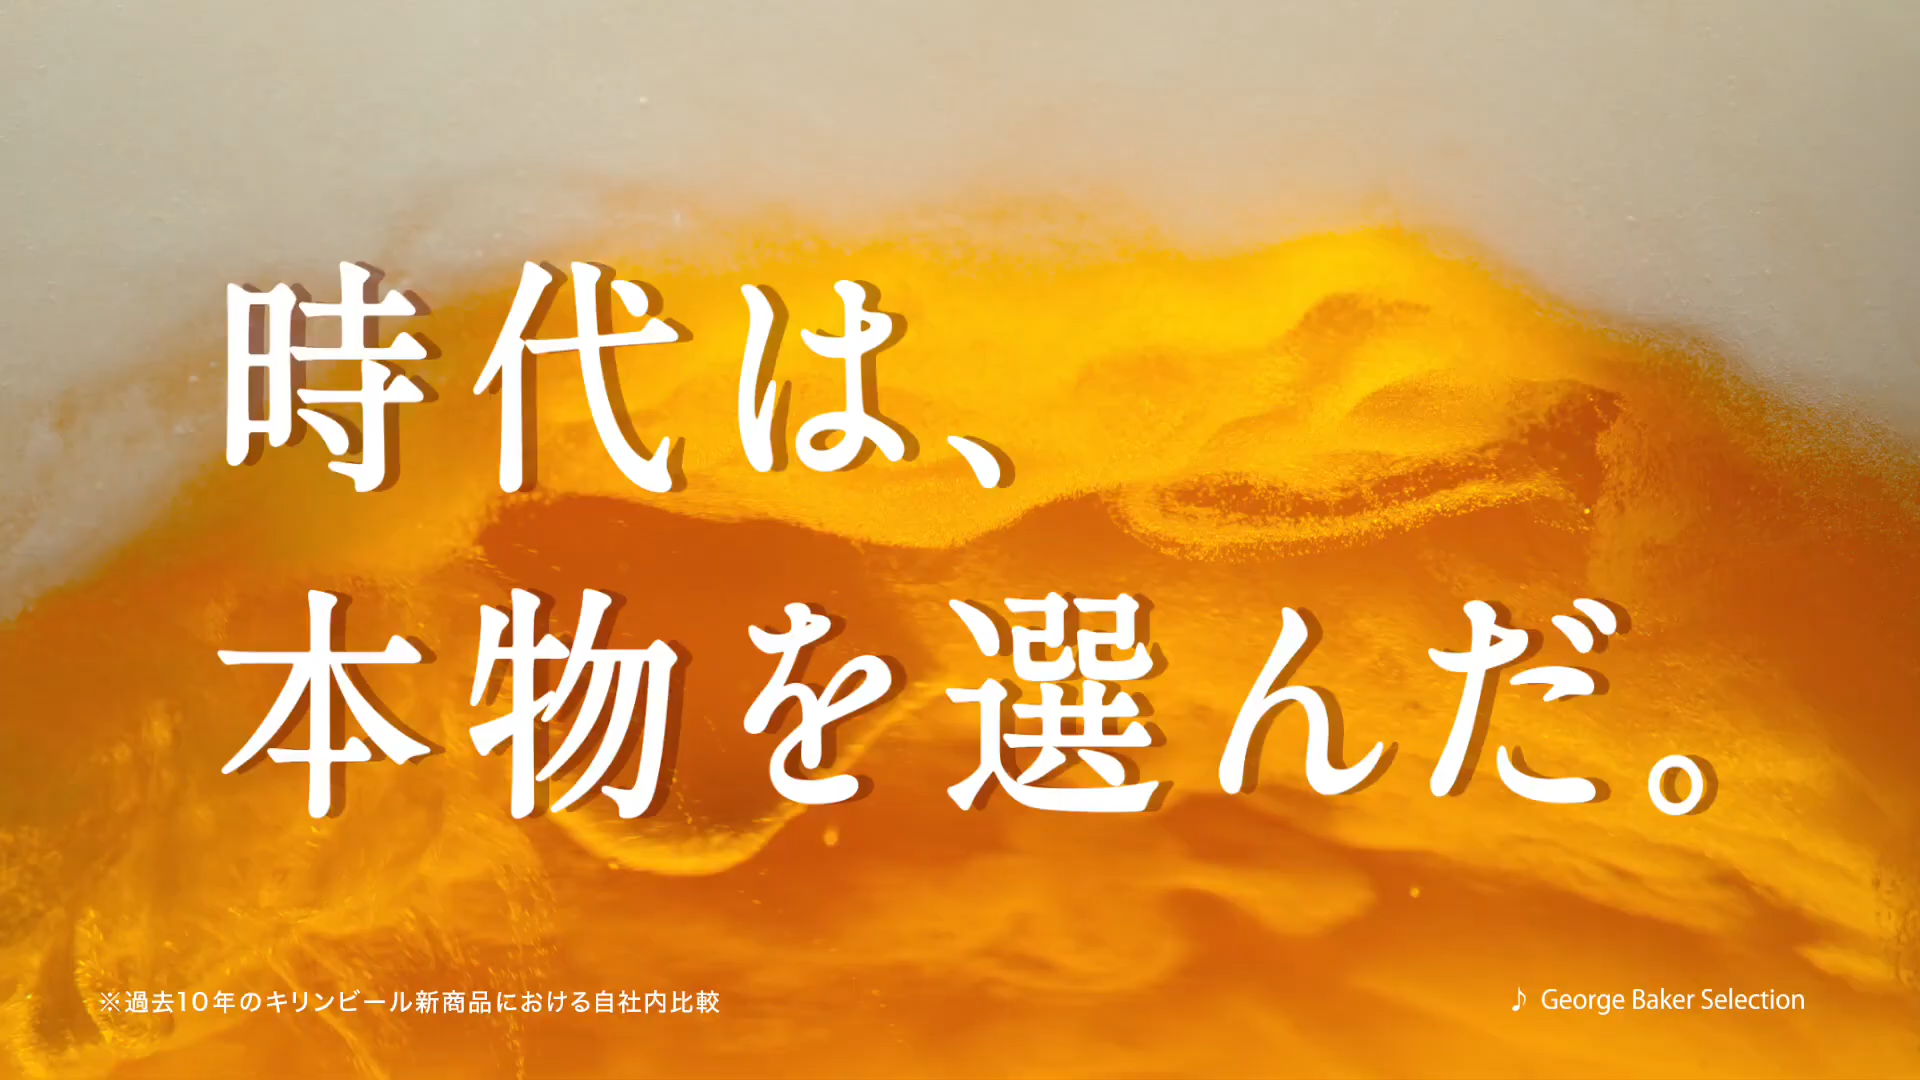 時代は、
本物を選んだ。
※過去10年のキリンビール新商品における自社内比較
♪ George Baker Selection